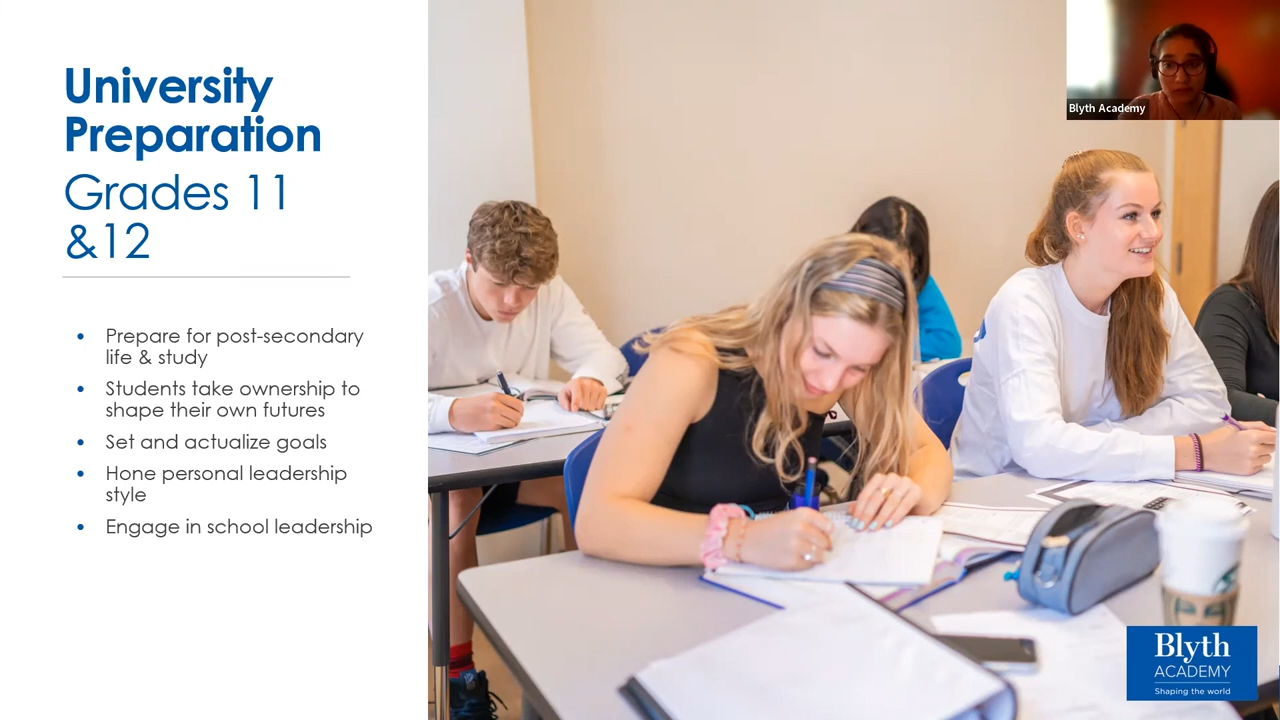 University
Preparation
Grades 11
&12
• Prepare for post-secondary
life & study
• Students take ownership to
shape their own futures
• Set and actualize goals
• Hone personal leadership
style
• Engage in school leadership
Blyth Academy
Blyth
ACADEMY
Shaping the world